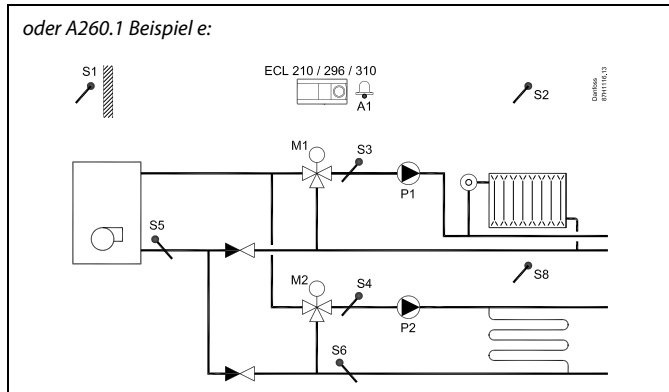 oder A260.1 Beispiel e:
S1
ECL 210 / 296 / 310
A1
S2
Danfoss
87H1116.13
M1
S3
P1
S5
S8
M2
S4
P2
S6